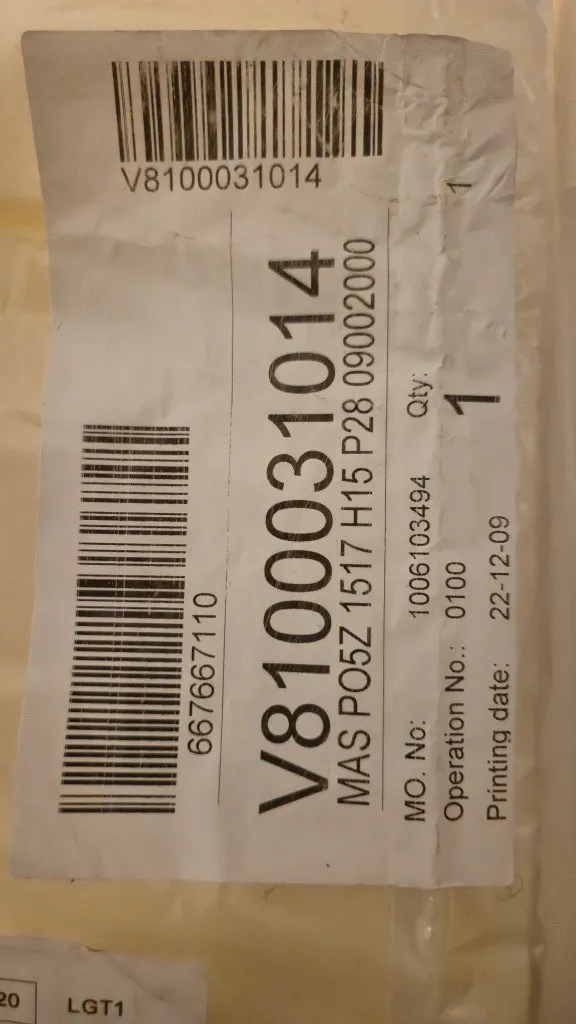 V8100031014
667667110
V8100031014
MAS PO5Z 1517 H15 P28 09002000
MO. No: 1006103494 Qty: 1
Operation No.: 0100 1
Printing date: 22-12-09
20
LGT1